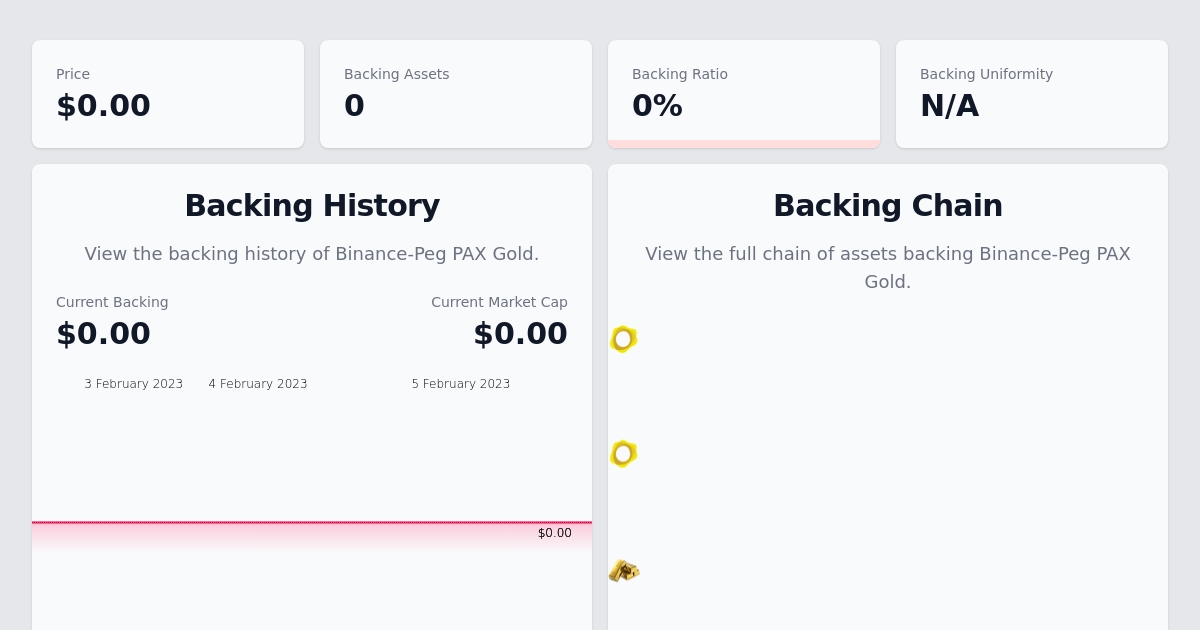 Price
$0.00
Backing Assets
0
Backing Ratio
0%
Backing Uniformity
N/A
Backing History
View the backing history of Binance-Peg PAX Gold.
Current Backing
$0.00
Current Market Cap
$0.00
3 February 2023
4 February 2023
5 February 2023
$0.00
Backing Chain
View the full chain of assets backing Binance-Peg PAX
Gold.